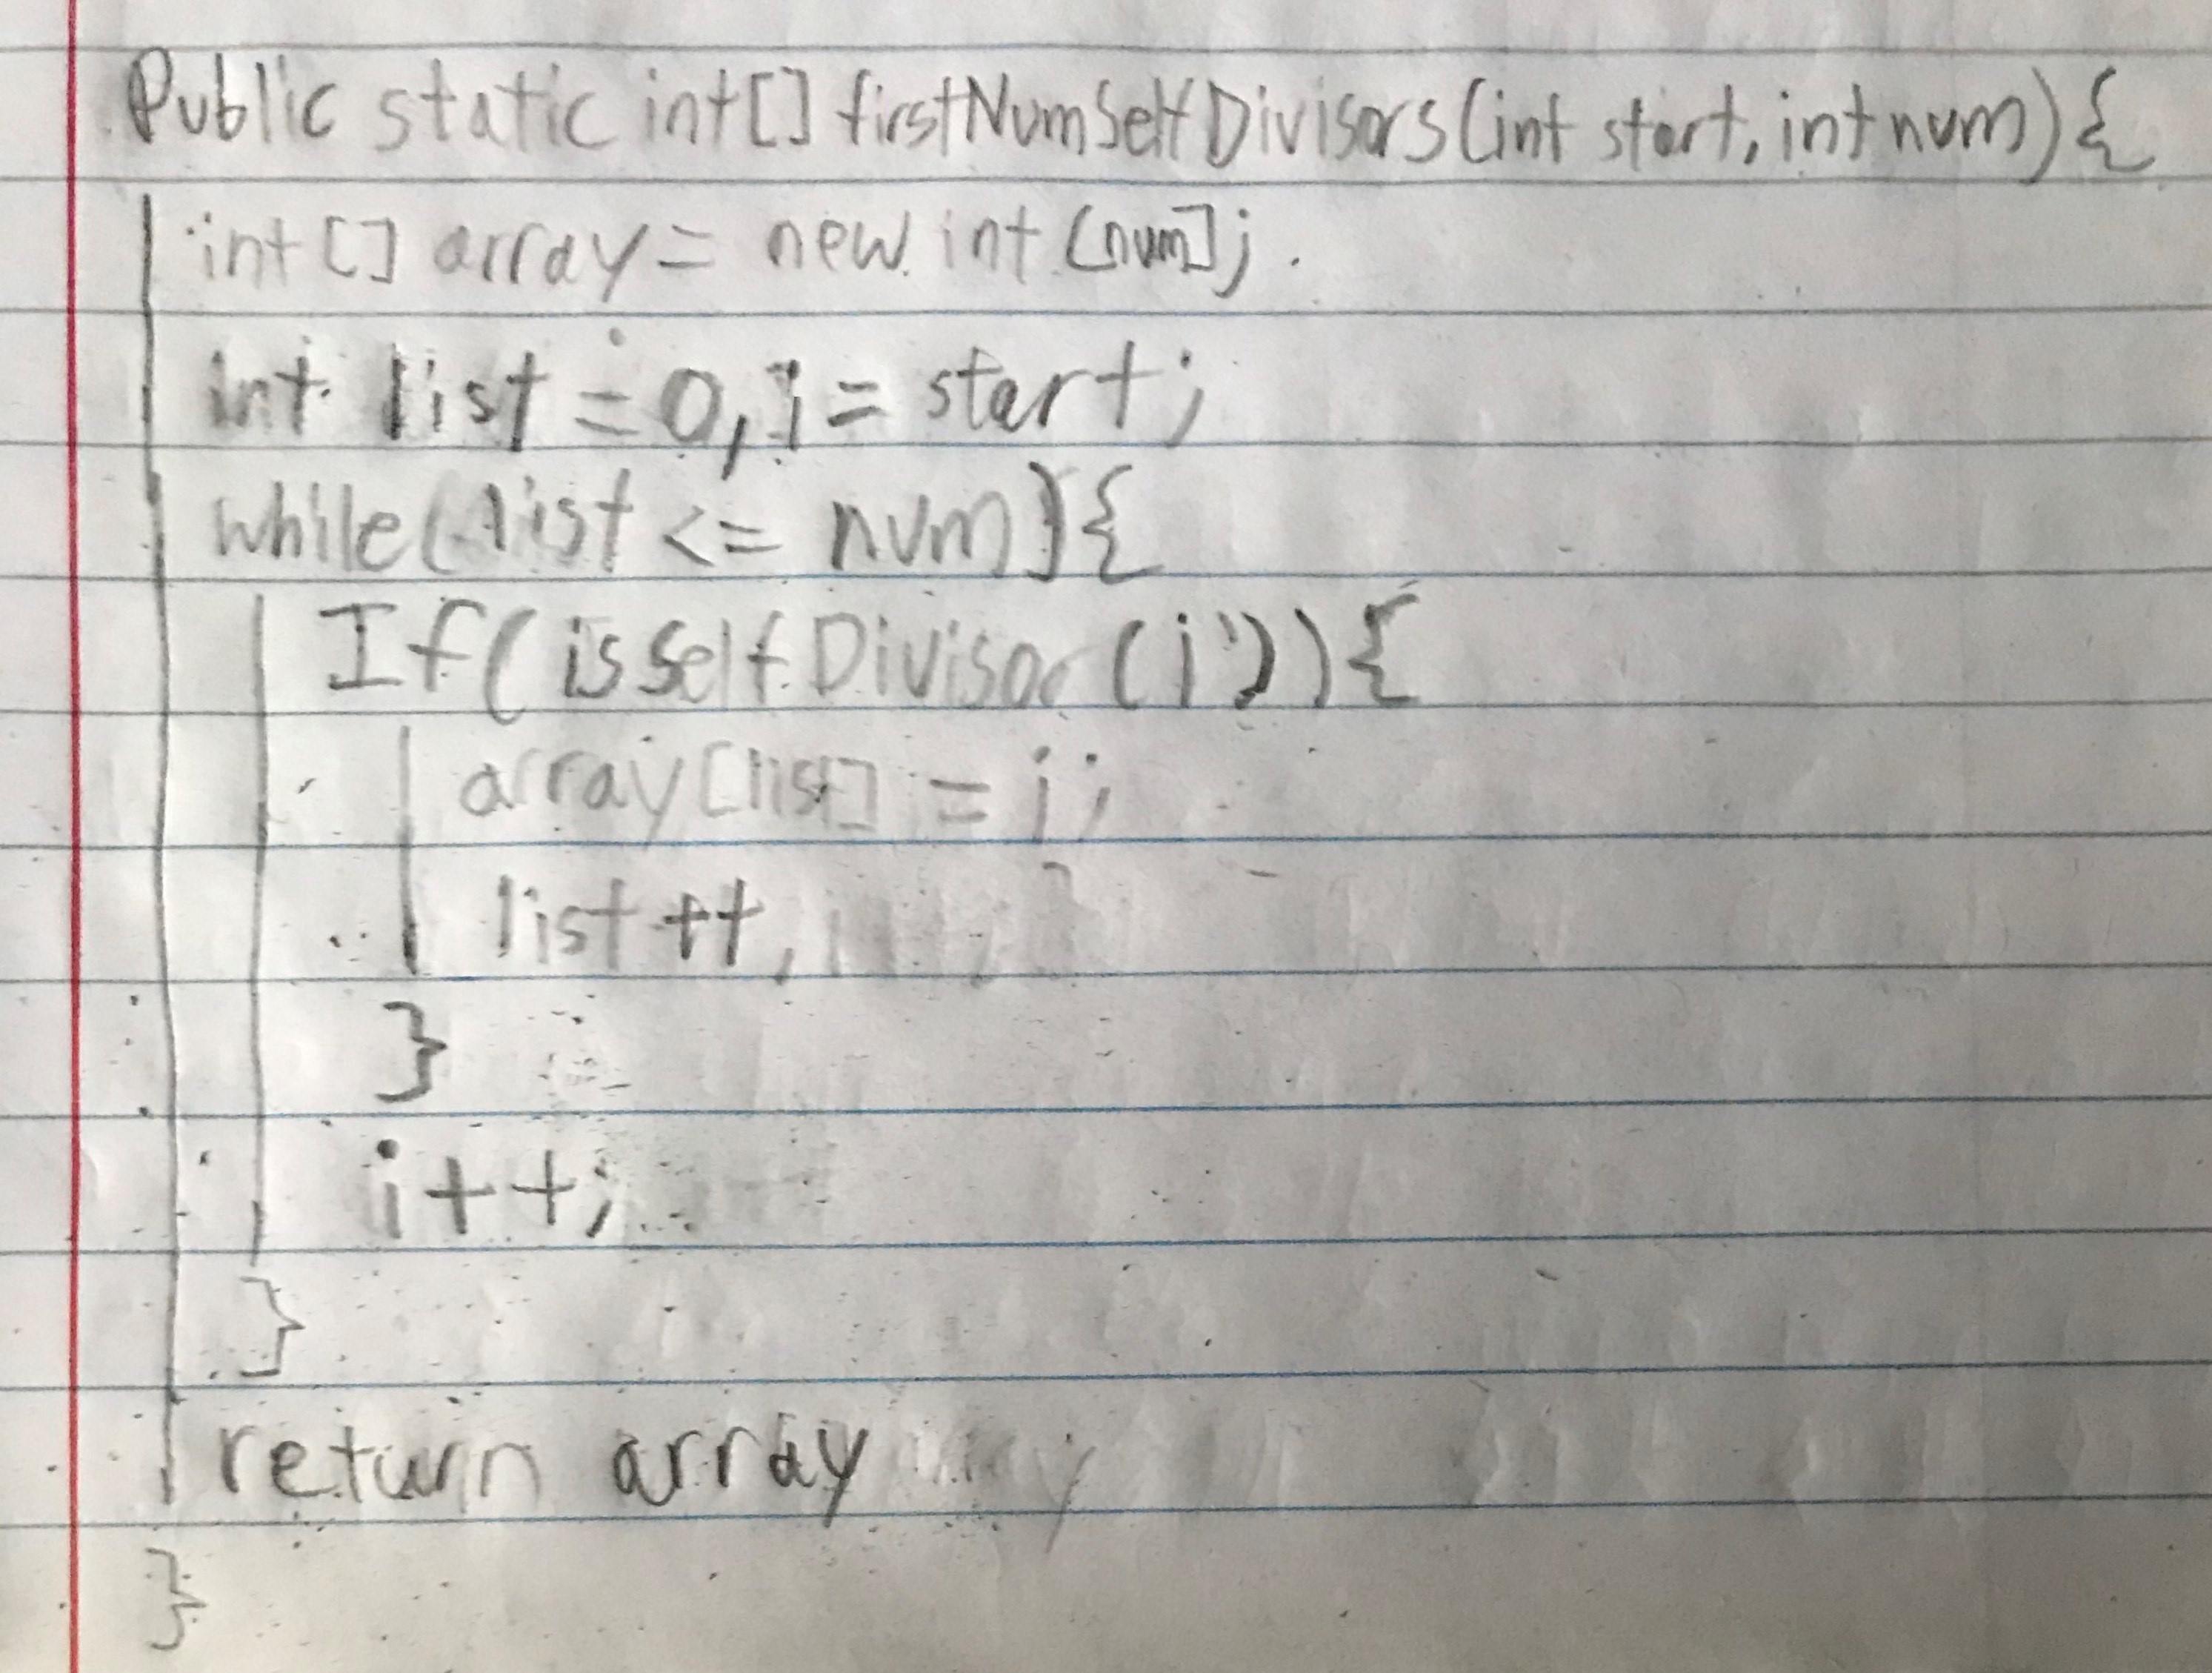 Public static int[] firstNumSelfDivisors(int start, int num){
int[] array = new int [num];
int list = 0, i = start;
while(list <= num){
If(isSelfDivisor(i)){
array[list] = i;
list++;
}
i++;
}
return array
}